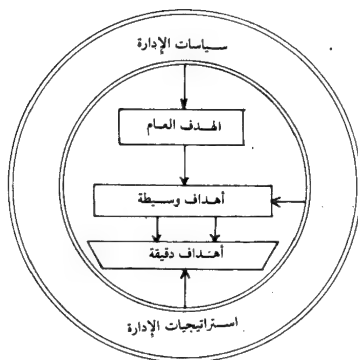 سياسات الإدارة
الهدف العام
أهداف وسيطة
أهداف دقيقة
استراتيجيات الإدارة